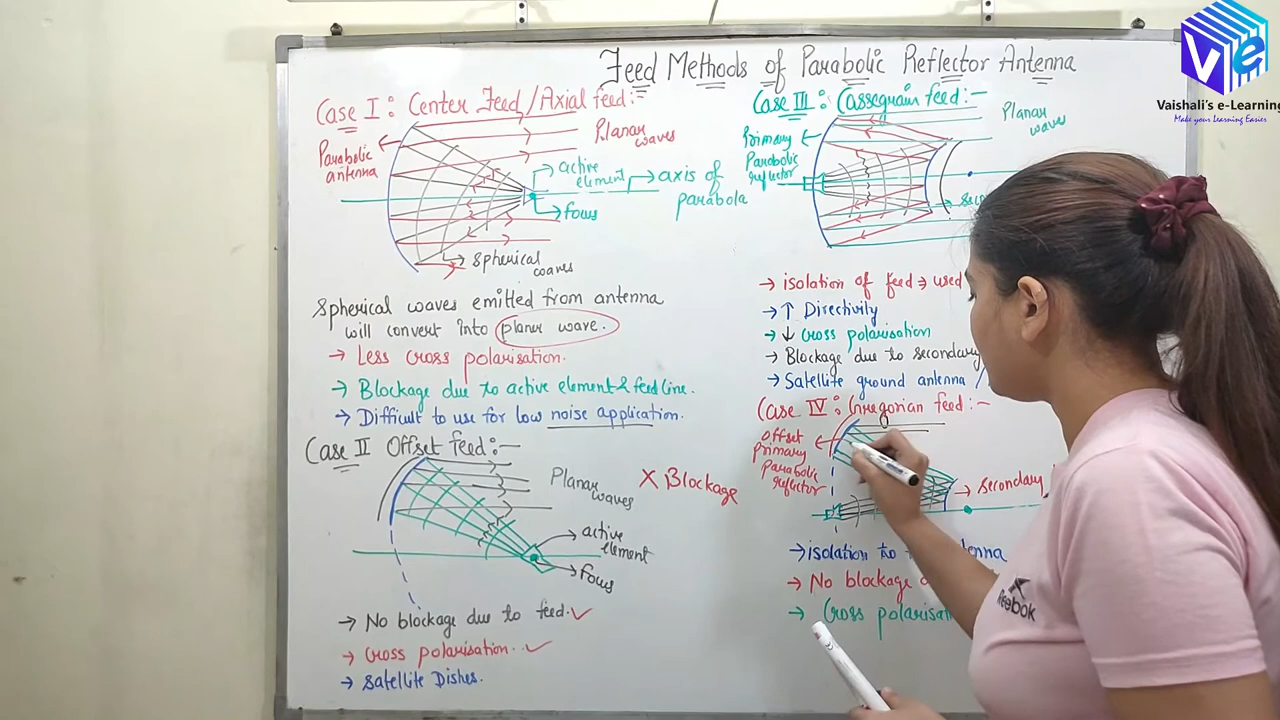 Feed Methods of Parabolic Reflector Antenna
Ve
Vaishali's e-Learning
Make your Learning Easier
Case I : Center Feed / Axial feed :-
Parabolic
antenna
Planar
waves
active
element
axis of
parabola
focus
spherical
waves
Spherical waves emitted from antenna
will convert into planar wave.
→ Less cross polarisation.
→ Blockage due to active element & feed line.
→ Difficult to use for low noise application.
Case II Offset feed :-
Planar
waves
X Blockage
active
element
focus
→ No blockage due to feed. ✓
→ Cross polarisation. ✓
→ Satellite Dishes.
Case III : Cassegrain feed :-
Primary
Parabolic
reflector
Planar
waves
→ isolation of feed → used
→ ↑ Directivity
→ ↓ Cross polarisation
→ Blockage due to secondary
→ Satellite ground antenna /
Case IV : Gregorian feed :-
Offset
Primary
Parabolic
reflector
→ secondary
→ isolation to
→ No blockage
→ Cross
Reebok